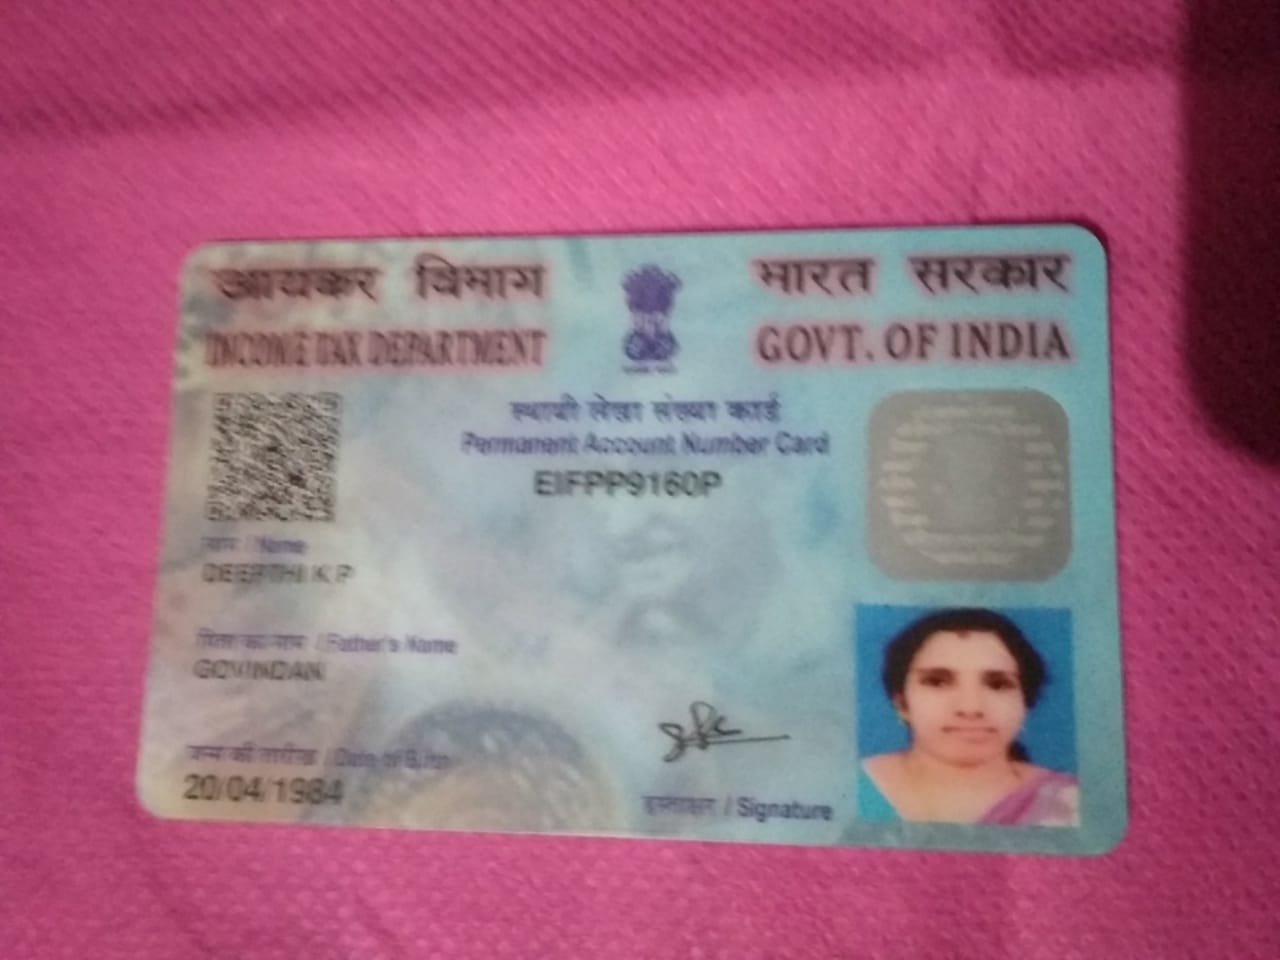 आयकर विभाग
INCOME TAX DEPARTMENT
भारत सरकार
GOVT. OF INDIA
स्थायी लेखा संख्या कार्ड
Permanent Account Number Card
EIFPP9160P
नाम / Name
DEEPTHI K P
पिता का नाम / Father's Name
GOVINDAN
जन्म की तारीख / Date of Birth
20/04/1984
हस्ताक्षर / Signature